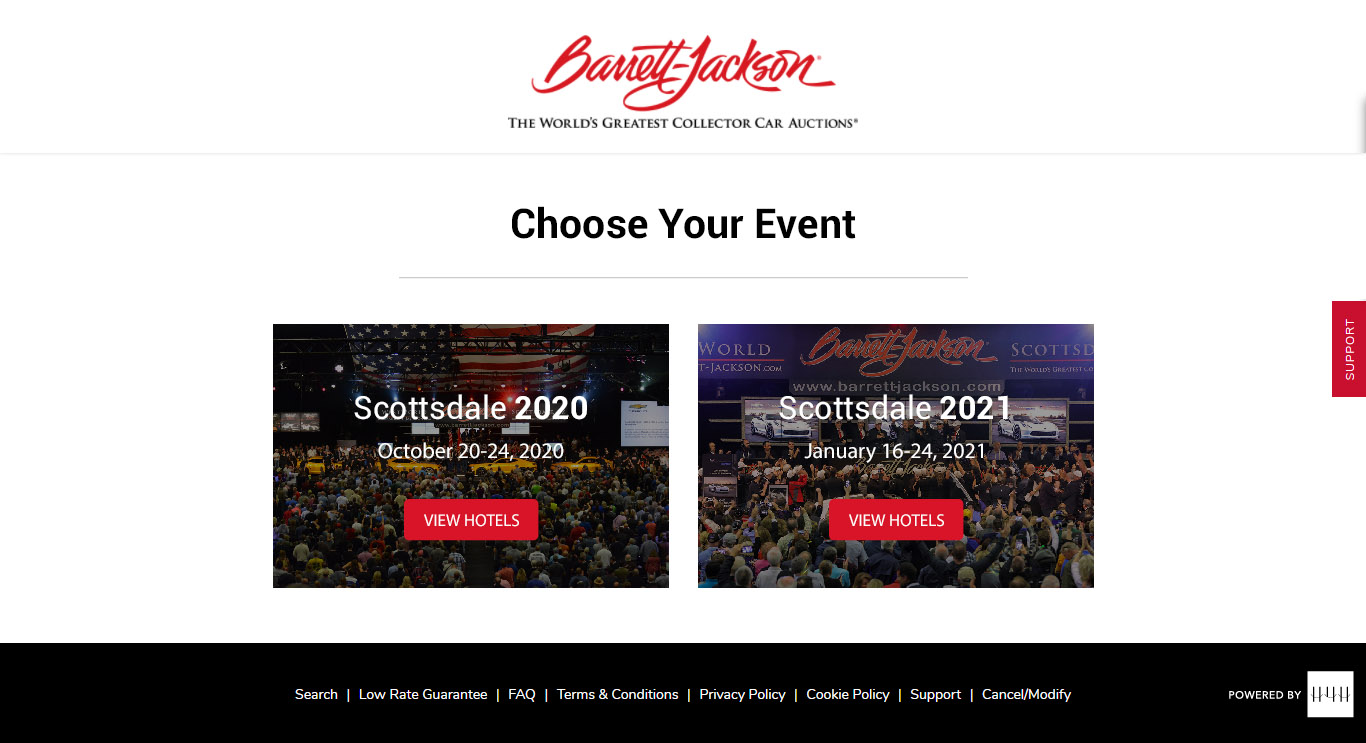 Barrett-Jackson®
THE WORLD'S GREATEST COLLECTOR CAR AUCTIONS®
Choose Your Event
Scottsdale 2020
October 20-24, 2020
VIEW HOTELS
WORLD
T-JACKSON.COM
Barrett-Jackson
SCOTTSD
THE WORLD'S GREATEST CO
www.barrettjackson.com
Scottsdale 2021
January 16-24, 2021
Barrett-Jackson
VIEW HOTELS
SUPPORT
Search | Low Rate Guarantee | FAQ | Terms & Conditions | Privacy Policy | Cookie Policy | Support | Cancel/Modify
POWERED BY